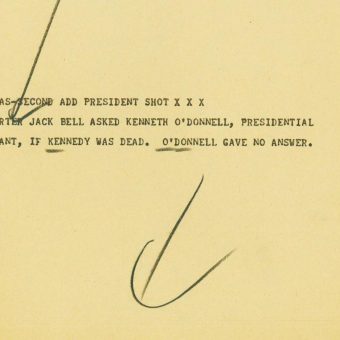 AS-SECOND ADD PRESIDENT SHOT X X X
RTER JACK BELL ASKED KENNETH O'DONNELL, PRESIDENTIAL
ANT, IF KENNEDY WAS DEAD. O'DONNELL GAVE NO ANSWER.